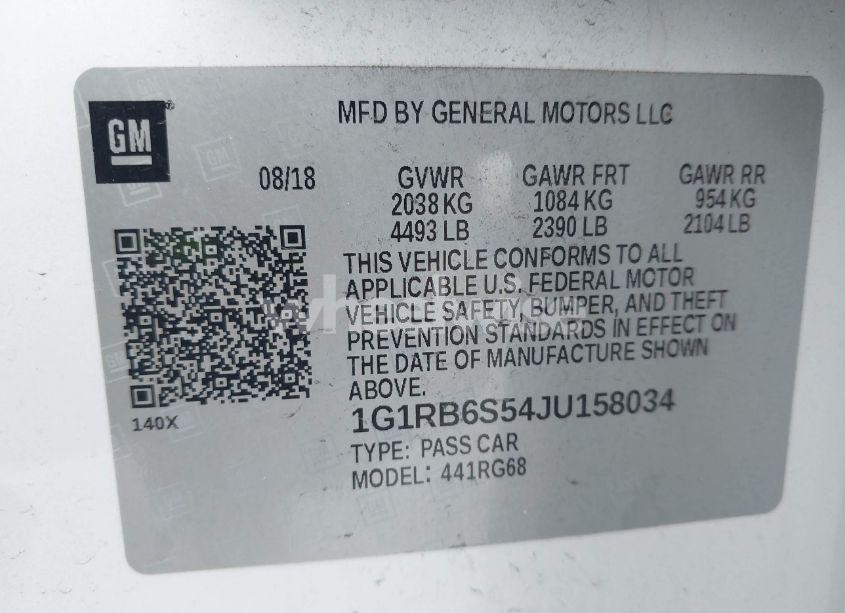 GM
MFD BY GENERAL MOTORS LLC
08/18 GVWR GAWR FRT GAWR RR
2038 KG 1084 KG 954 KG
4493 LB 2390 LB 2104 LB
THIS VEHICLE CONFORMS TO ALL
APPLICABLE U.S. FEDERAL MOTOR
VEHICLE SAFETY, BUMPER, AND THEFT
PREVENTION STANDARDS IN EFFECT ON
THE DATE OF MANUFACTURE SHOWN
ABOVE.
140X
1G1RB6S54JU158034
TYPE: PASS CAR
MODEL: 441RG68